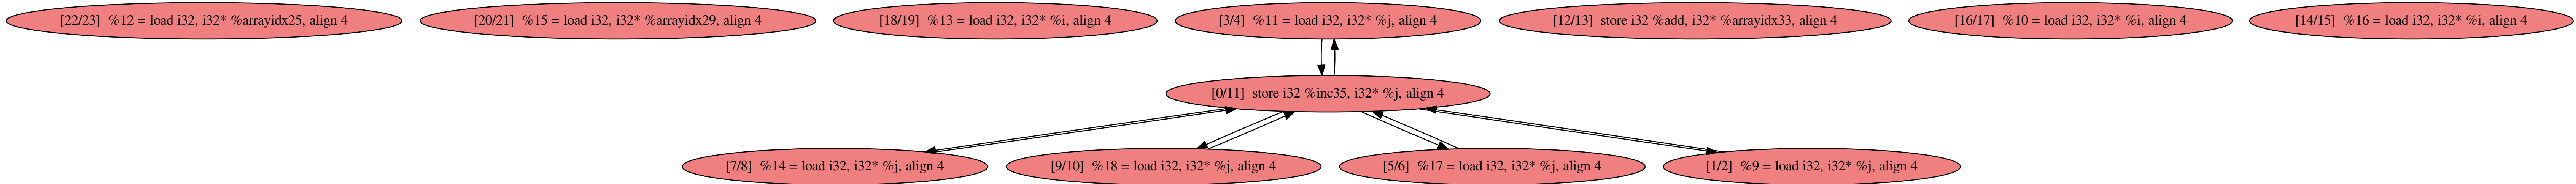 [22/23]  %12 = load i32, i32* %arrayidx25, align 4
[20/21]  %15 = load i32, i32* %arrayidx29, align 4
[18/19]  %13 = load i32, i32* %i, align 4
[3/4]  %11 = load i32, i32* %j, align 4
[12/13]  store i32 %add, i32* %arrayidx33, align 4
[16/17]  %10 = load i32, i32* %i, align 4
[14/15]  %16 = load i32, i32* %i, align 4
[0/11]  store i32 %inc35, i32* %j, align 4
[7/8]  %14 = load i32, i32* %j, align 4
[9/10]  %18 = load i32, i32* %j, align 4
[5/6]  %17 = load i32, i32* %j, align 4
[1/2]  %9 = load i32, i32* %j, align 4